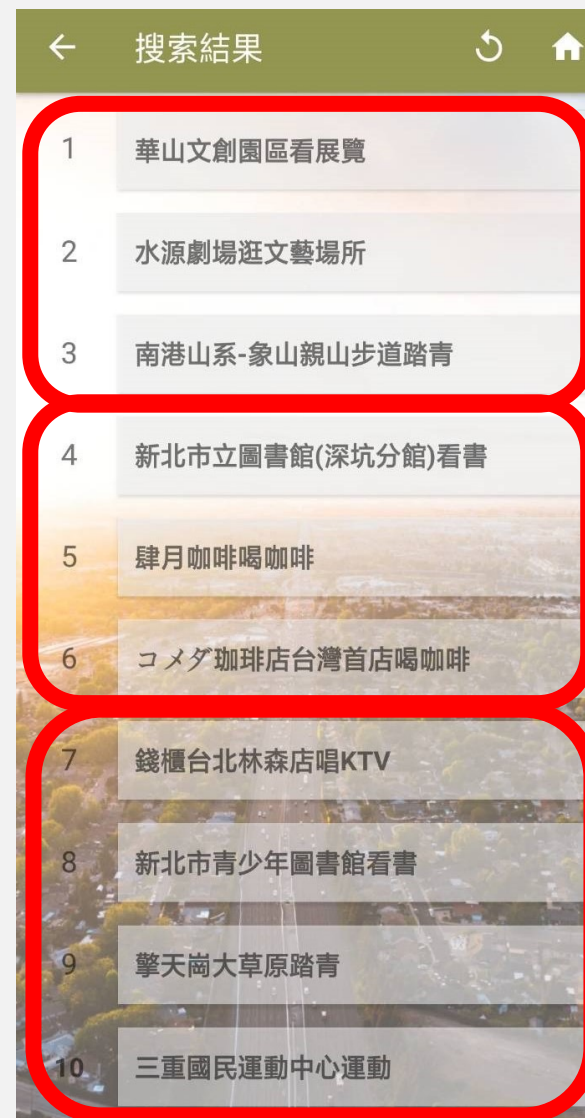 搜索結果
1 華山文創園區看展覽
2 水源劇場逛文藝場所
3 南港山系-象山親山步道踏青
4 新北市立圖書館(深坑分館)看書
5 肆月咖啡喝咖啡
6 コメダ珈琲店台灣首店喝咖啡
7 錢櫃台北林森店唱KTV
8 新北市青少年圖書館看書
9 擎天崗大草原踏青
10 三重國民運動中心運動